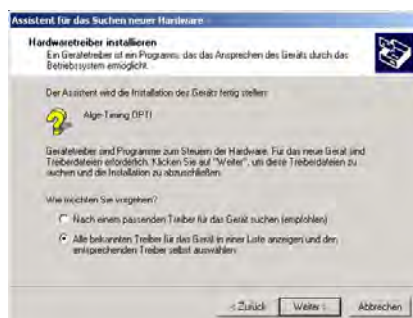 Assistent für das Suchen neuer Hardware
Hardwaretreiber installieren
Ein Gerätetreiber ist ein Programm, das das Ansprechen des Geräts durch das
Betriebssystem ermöglicht.
Der Assistent wird die Installation des Geräts fertig stellen:
Alge-Timing OPTI
Gerätetreiber sind Programme zum Steuern der Hardware. Für das neue Gerät sind
Treiberdateien erforderlich. Klicken Sie auf "Weiter", um diese Treiberdateien zu
suchen und die Installation zu abzuschließen.
Wie möchten Sie vorgehen?
Nach einem passenden Treiber für das Gerät suchen (empfohlen)
Alle bekannten Treiber für das Gerät in einer Liste anzeigen und den
entsprechenden Treiber selbst auswählen
< Zurück Weiter > Abbrechen